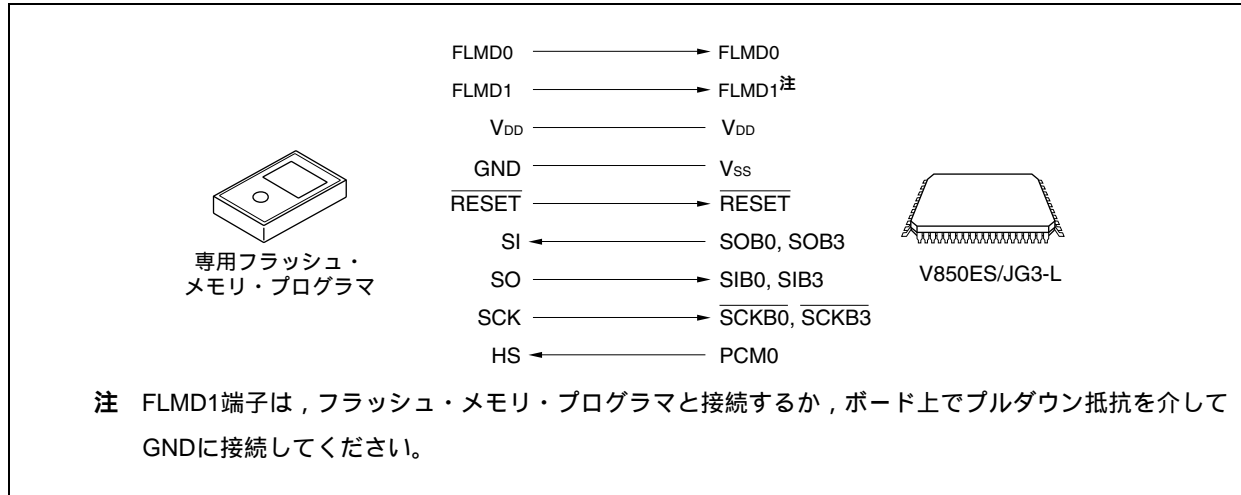 FLMD0 FLMD0
FLMD1 FLMD1注
VDD VDD
GND VSS
RESET RESET
SI SOB0, SOB3
SO SIB0, SIB3
SCK SCKB0, SCKB3
HS PCM0
専用フラッシュ・
メモリ・プログラマ
V850ES/JG3-L
注 FLMD1端子は,フラッシュ・メモリ・プログラマと接続するか,ボード上でプルダウン抵抗を介して
GNDに接続してください。